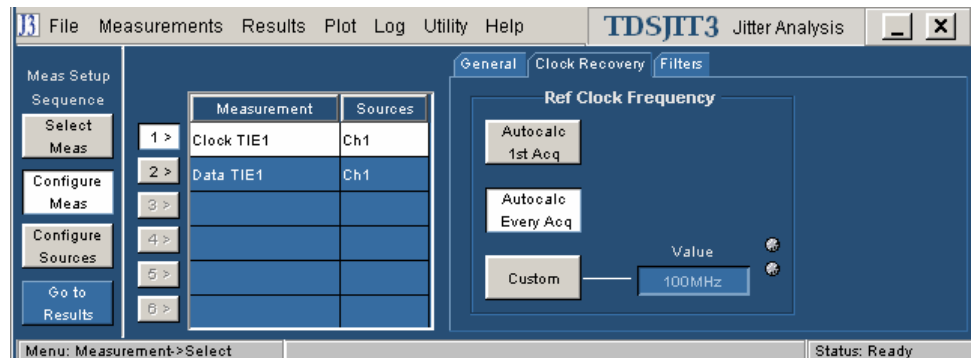 J3 File Measurements Results Plot Log Utility Help TDSJIT3 Jitter Analysis
Meas Setup
Sequence
Select
Meas
Configure
Meas
Configure
Sources
Go to
Results
Measurement Sources
1 > Clock TIE1 Ch1
2 > Data TIE1 Ch1
3 >
4 >
5 >
6 >
General Clock Recovery Filters
Ref Clock Frequency
Autocalc
1st Acq
Autocalc
Every Acq
Custom
Value
100MHz
Menu: Measurement->Select Status: Ready